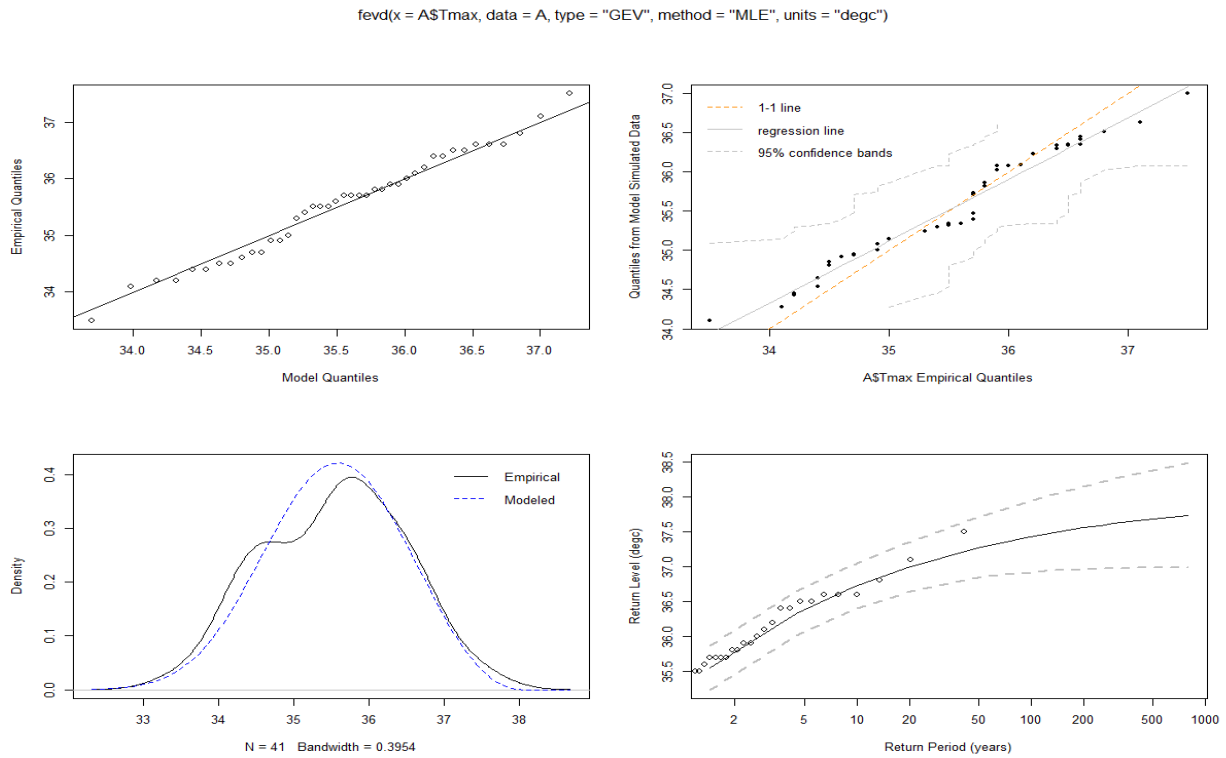 fevd(x = A$Tmax, data = A, type = "GEV", method = "MLE", units = "degc")
37
36
35
34
Empirical Quantiles
34.0 34.5 35.0 35.5 36.0 36.5 37.0
Model Quantiles
37.0
36.5
36.0
35.5
35.0
34.5
34.0
Quantiles from Model Simulated Data
1-1 line
regression line
95% confidence bands
34 35 36 37
A$Tmax Empirical Quantiles
0.4
0.3
0.2
0.1
0.0
Density
Empirical
Modeled
33 34 35 36 37 38
N = 41 Bandwidth = 0.3954
38.5
38.0
37.5
37.0
36.5
36.0
35.5
Return Level (degc)
2 5 10 20 50 100 200 500 1000
Return Period (years)